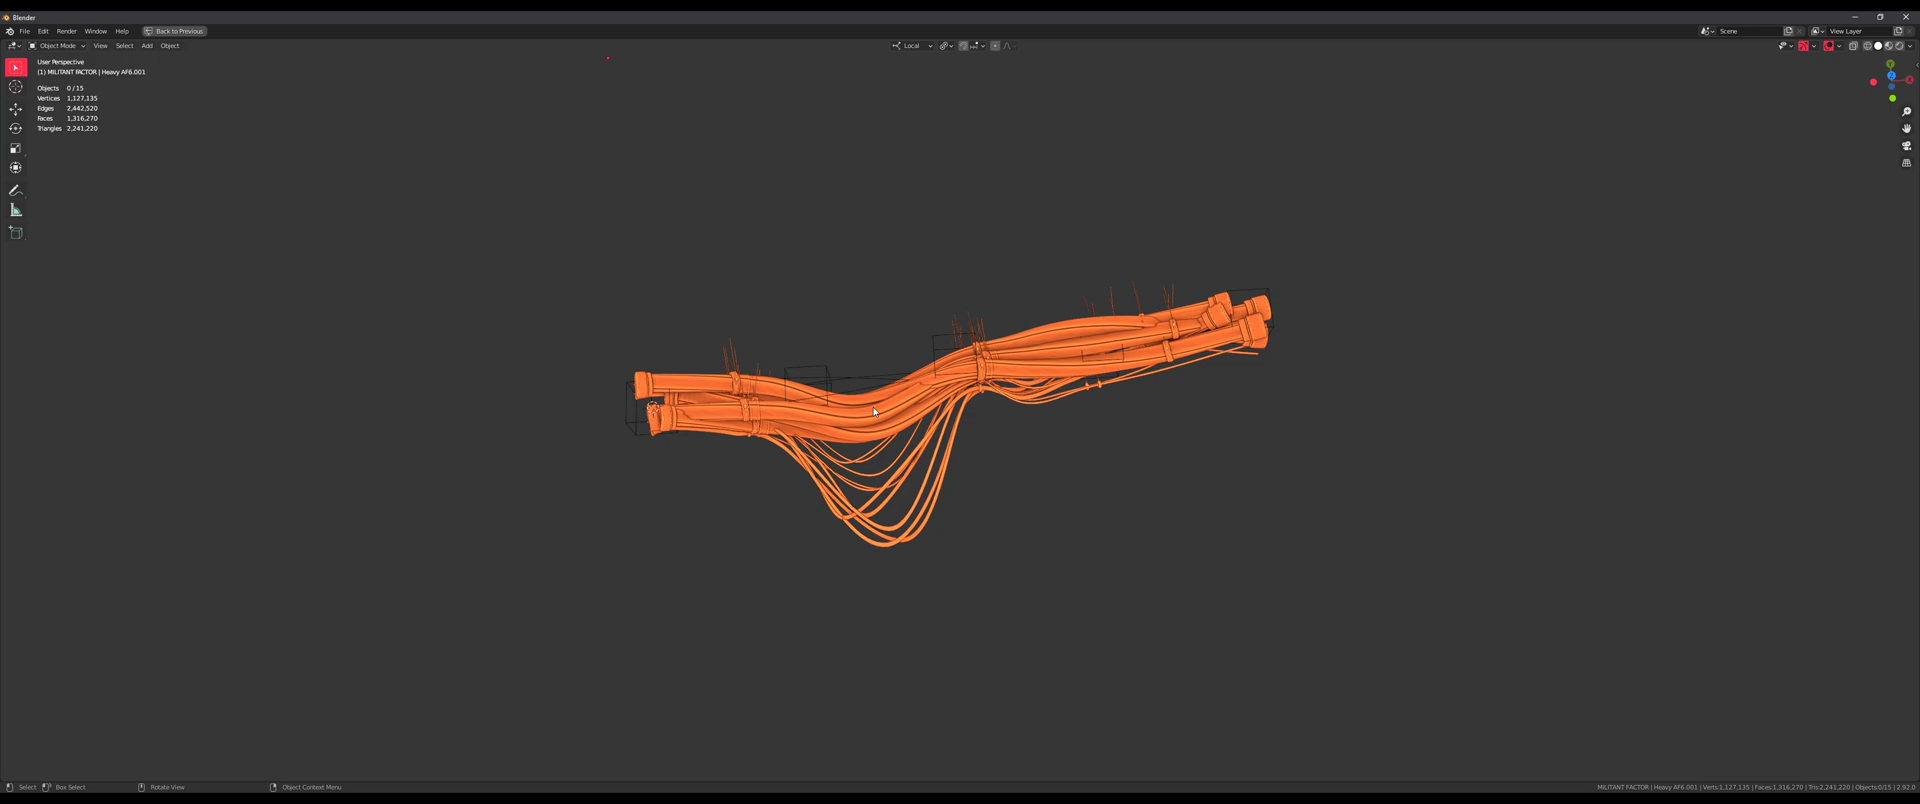 Blender
File Edit Render Window Help Back to Previous Scene View Layer
Object Mode View Select Add Object Local
User Perspective
(1) MILITANT FACTOR | Heavy AF6.001
Objects 0 / 15
Vertices 1,127,135
Edges 2,442,520
Faces 1,316,270
Triangles 2,241,220
Y
X
Z
Select Box Select Rotate View Object Context Menu MILITANT FACTOR | Heavy AF6.001 | Verts:1,127,135 | Faces:1,316,270 | Tris:2,241,220 | Objects:0/15 | 2.92.0